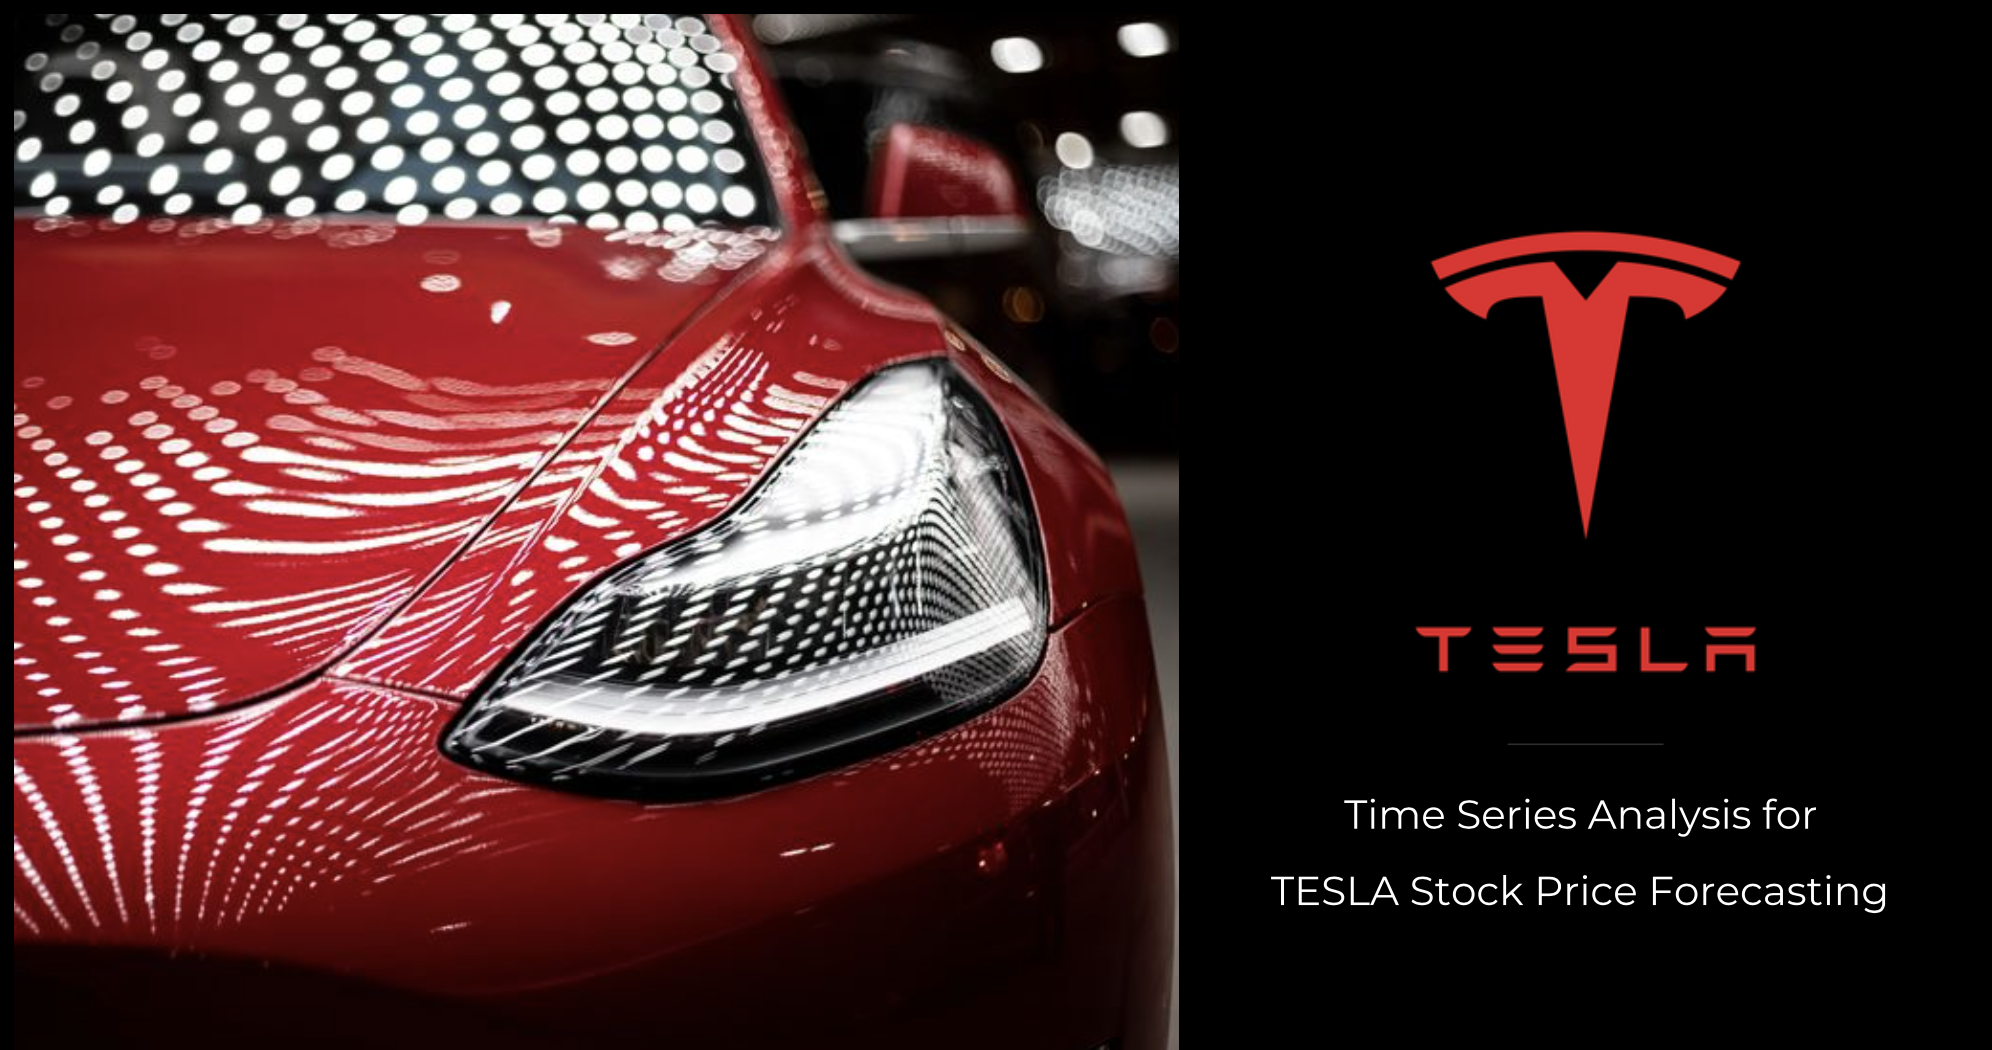 TESLA
Time Series Analysis for
TESLA Stock Price Forecasting